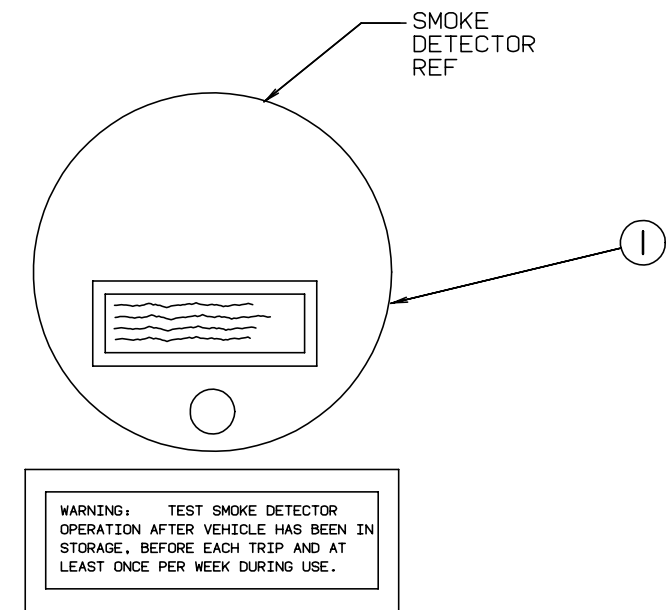 SMOKE
DETECTOR
REF
1
WARNING: TEST SMOKE DETECTOR
OPERATION AFTER VEHICLE HAS BEEN IN
STORAGE, BEFORE EACH TRIP AND AT
LEAST ONCE PER WEEK DURING USE.